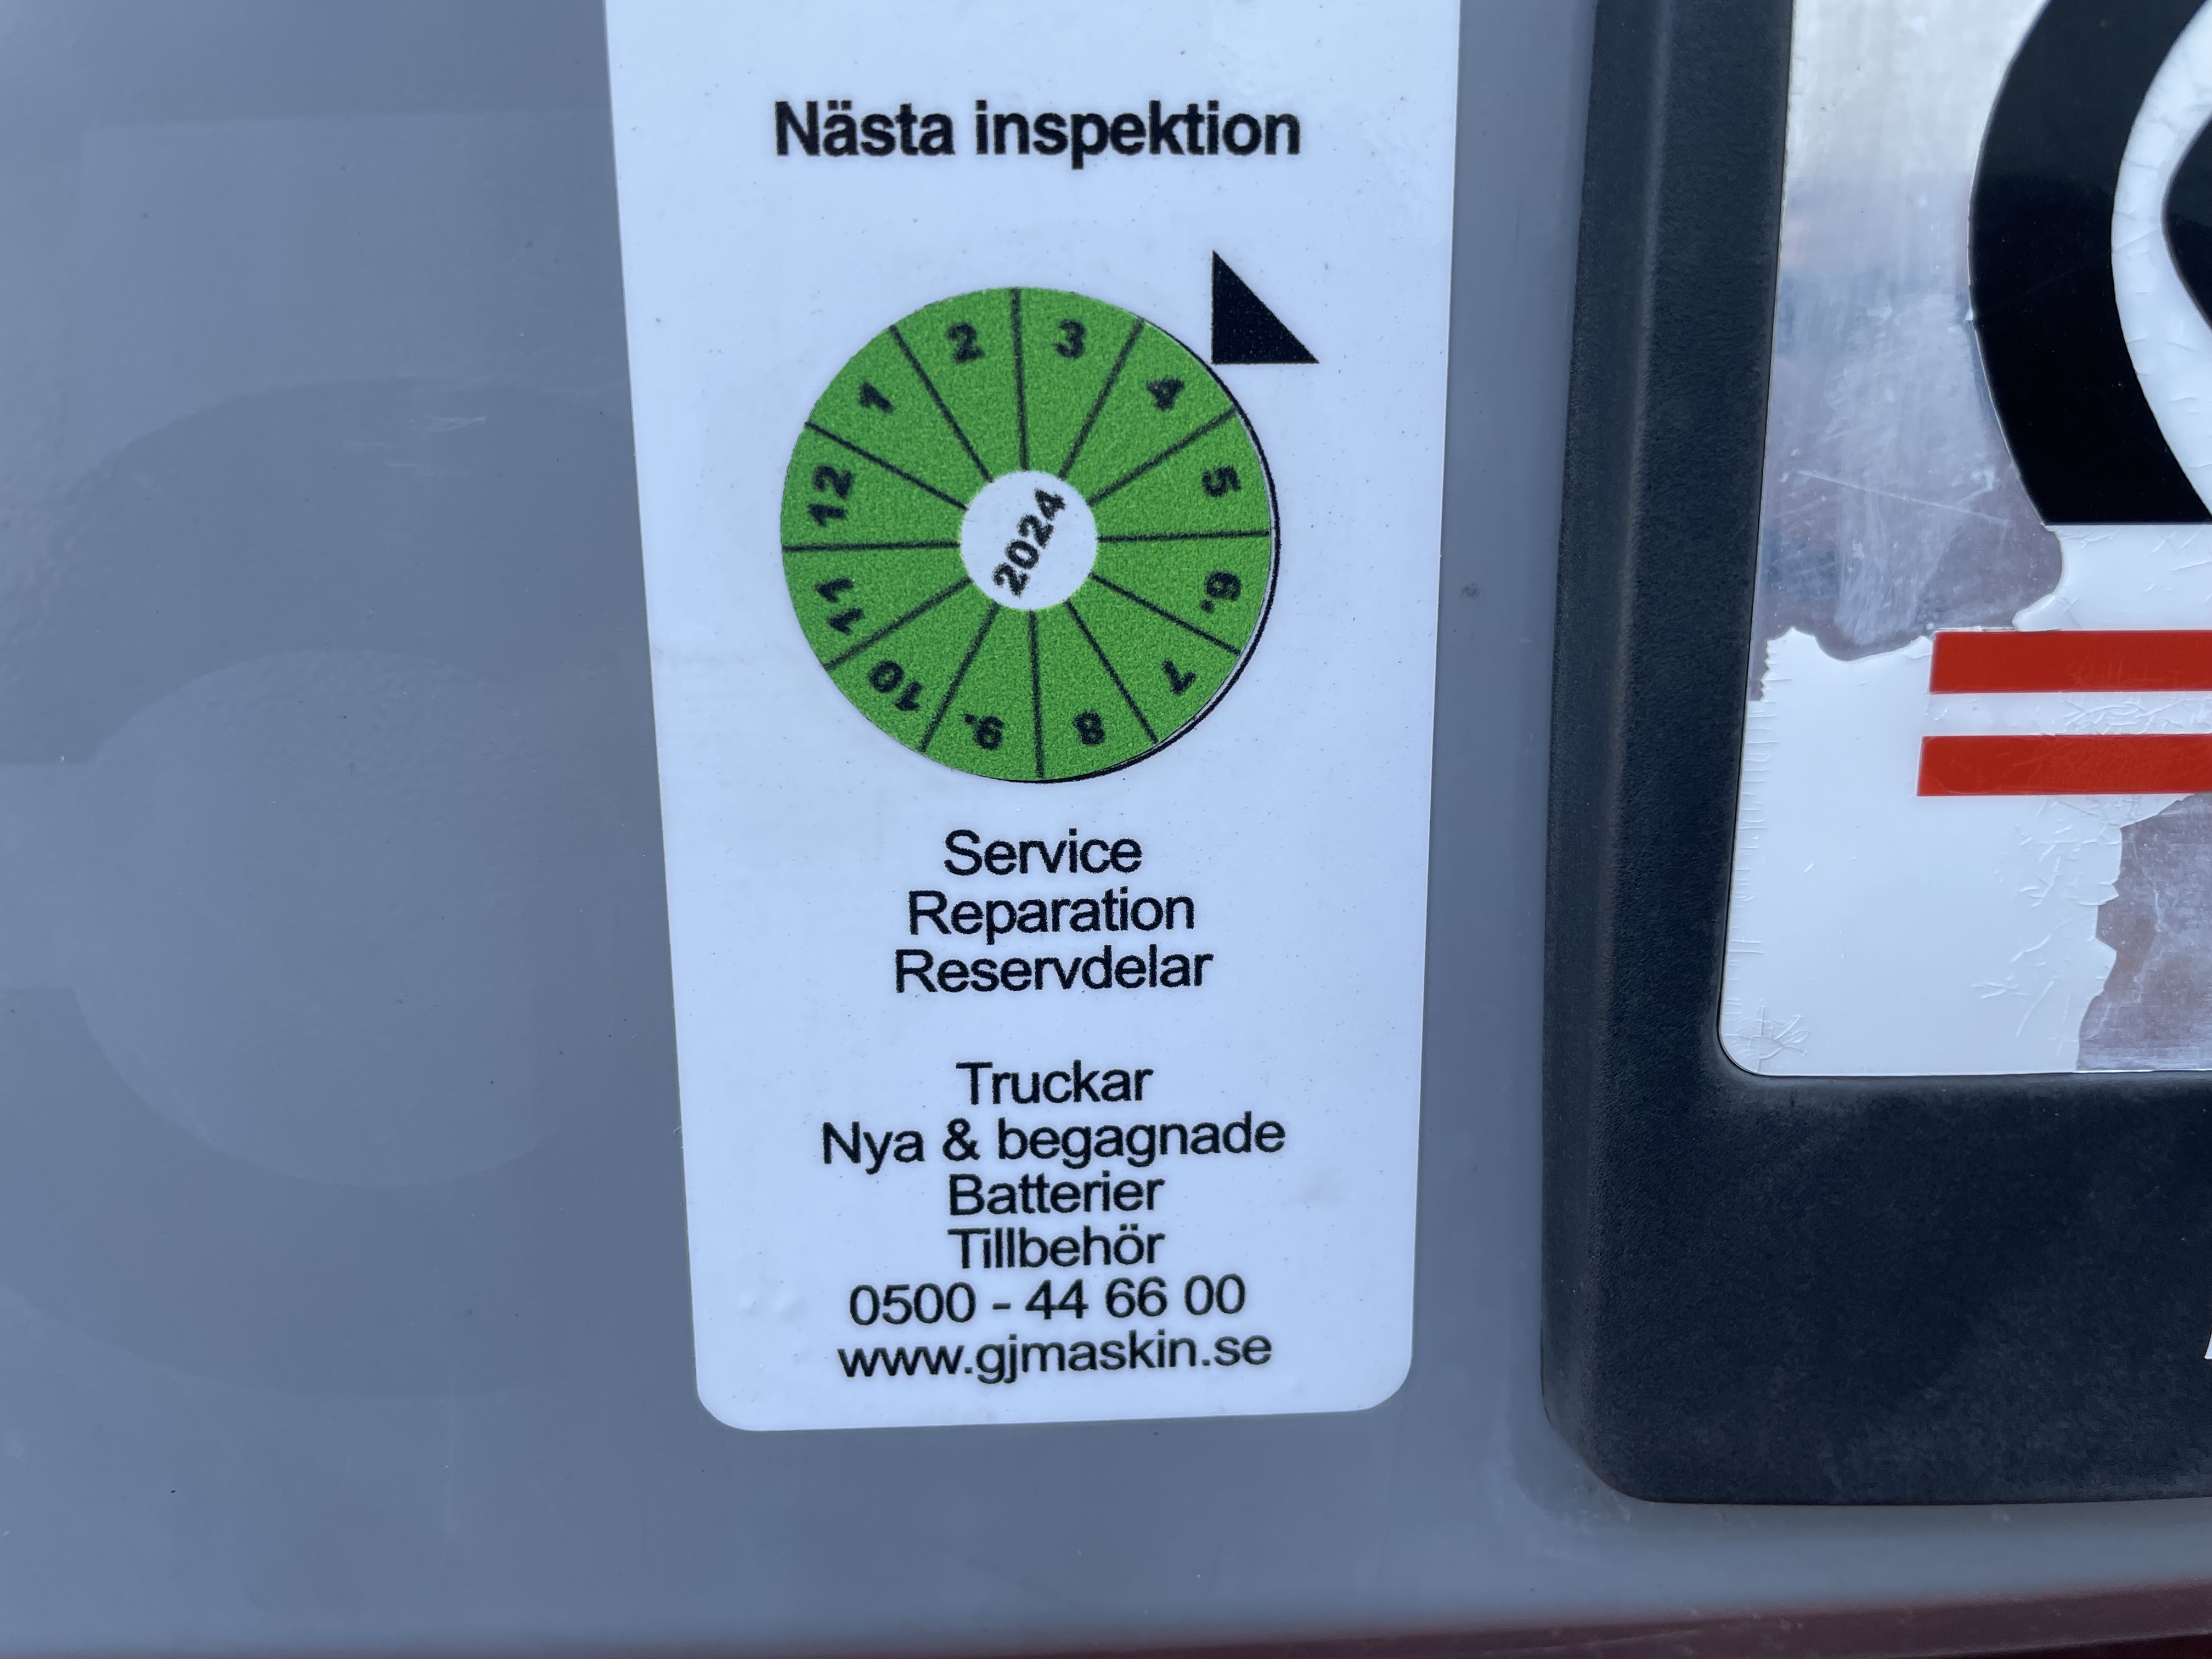 Nästa inspektion
1
2
3
4
5
6.
7
8
9.
10
11
12
2024
Service
Reparation
Reservdelar
Truckar
Nya & begagnade
Batterier
Tillbehör
0500 - 44 66 00
www.gjmaskin.se